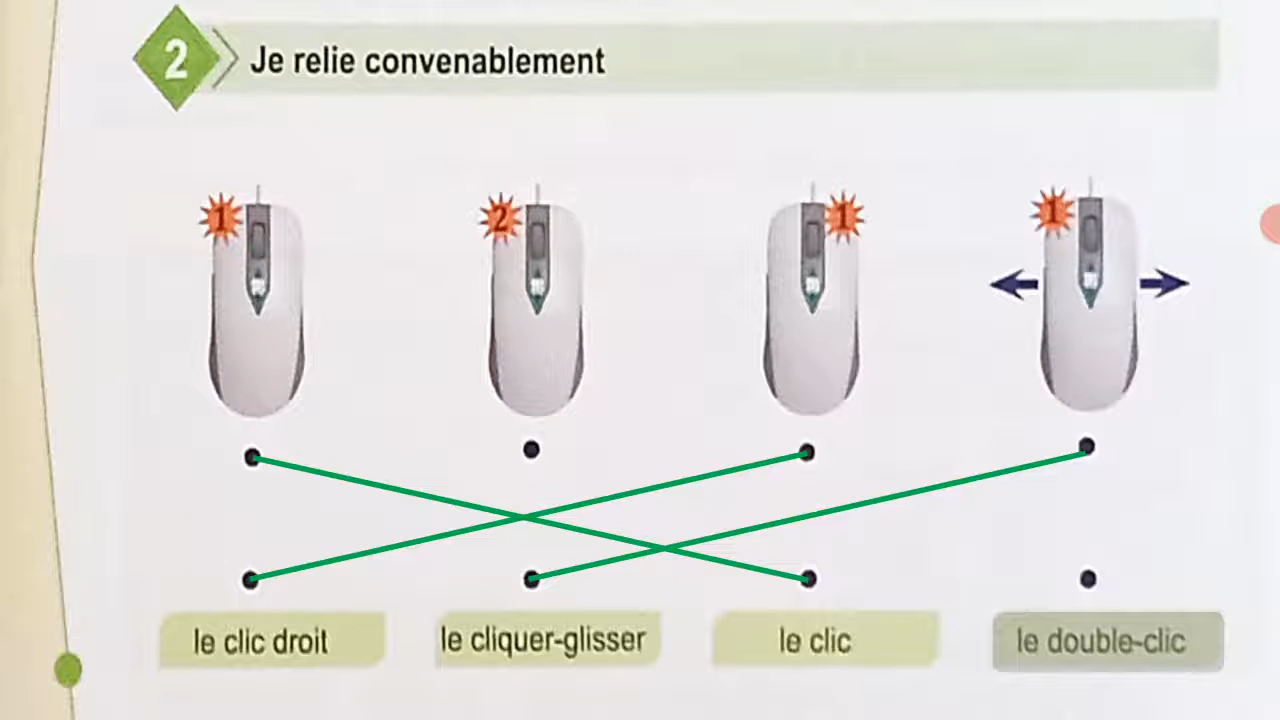 2 Je relie convenablement
1 2 1 1
le clic droit le cliquer-glisser le clic le double-clic